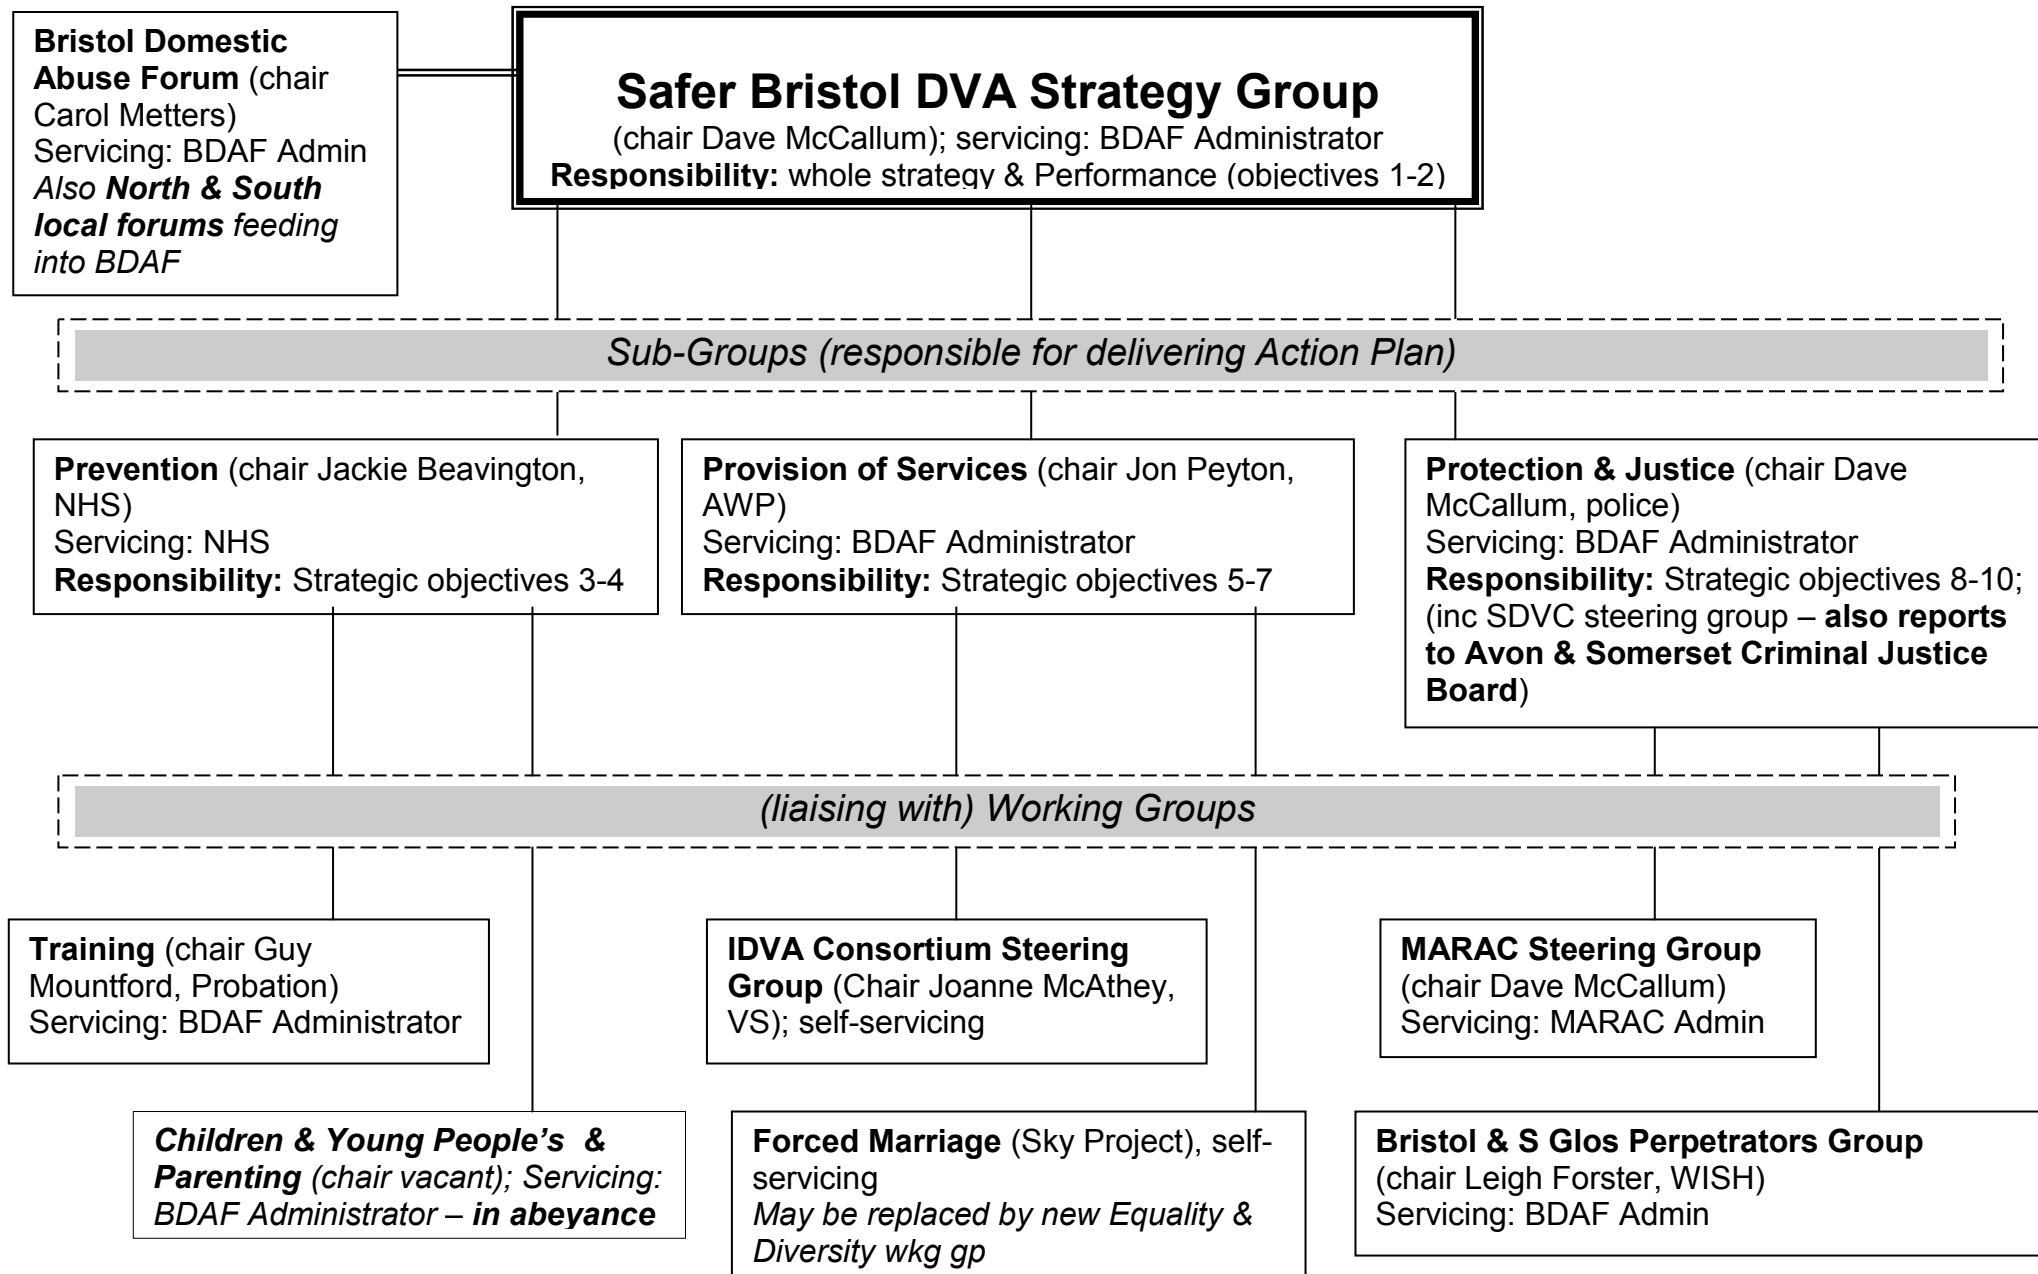 Bristol Domestic
Abuse Forum (chair
Carol Metters)
Servicing: BDAF Admin
Also North & South
local forums feeding
into BDAF
Safer Bristol DVA Strategy Group
(chair Dave McCallum); servicing: BDAF Administrator
Responsibility: whole strategy & Performance (objectives 1-2)
Sub-Groups (responsible for delivering Action Plan)
Prevention (chair Jackie Beavington,
NHS)
Servicing: NHS
Responsibility: Strategic objectives 3-4
Provision of Services (chair Jon Peyton,
AWP)
Servicing: BDAF Administrator
Responsibility: Strategic objectives 5-7
Protection & Justice (chair Dave
McCallum, police)
Servicing: BDAF Administrator
Responsibility: Strategic objectives 8-10;
(inc SDVC steering group – also reports
to Avon & Somerset Criminal Justice
Board)
(liaising with) Working Groups
Training (chair Guy
Mountford, Probation)
Servicing: BDAF Administrator
IDVA Consortium Steering
Group (Chair Joanne McAthey,
VS); self-servicing
MARAC Steering Group
(chair Dave McCallum)
Servicing: MARAC Admin
Children & Young People's & 
Parenting (chair vacant); Servicing:
BDAF Administrator – in abeyance
Forced Marriage (Sky Project), self-
servicing
May be replaced by new Equality &
Diversity wkg gp
Bristol & S Glos Perpetrators Group
(chair Leigh Forster, WISH)
Servicing: BDAF Admin